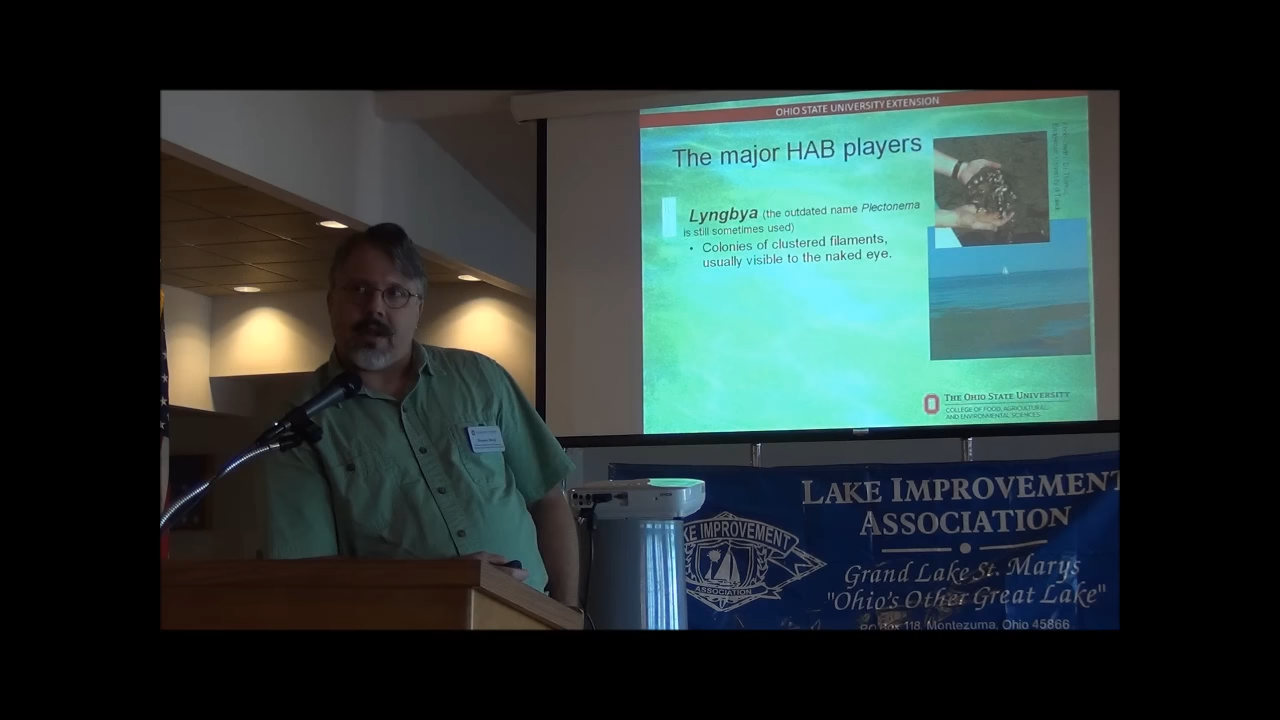 OHIO STATE UNIVERSITY EXTENSION
The major HAB players
Lyngbya (the outdated name Plectonema
is still sometimes used)
• Colonies of clustered filaments,
usually visible to the naked eye.
THE OHIO STATE UNIVERSITY
COLLEGE OF FOOD, AGRICULTURAL,
AND ENVIRONMENTAL SCIENCES
LAKE IMPROVEMENT
ASSOCIATION
Grand Lake St. Marys
"Ohio's Other Great Lake"
PO Box 118, Montezuma, Ohio 45866
KE IMPROVEMENT
ASSOCIATION